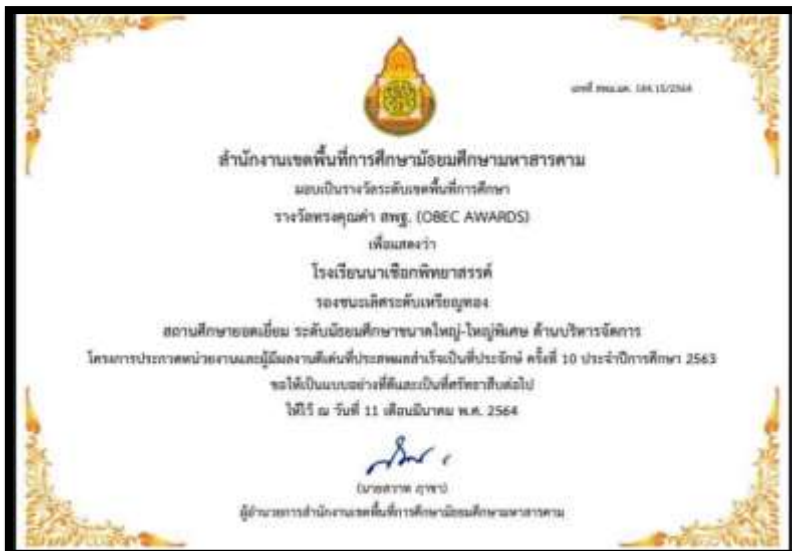 เลขที่ สพม.มค. 184.15/2564
สำนักงานเขตพื้นที่การศึกษามัธยมศึกษามหาสารคาม
มอบเป็นรางวัลระดับเขตพื้นที่การศึกษา
รางวัลทรงคุณค่า สพฐ. (OBEC AWARDS)
เพื่อแสดงว่า
โรงเรียนนาเชือกพิทยาสรรค์
รองชนะเลิศระดับเหรียญทอง
สถานศึกษายอดเยี่ยม ระดับมัธยมศึกษาขนาดใหญ่-ใหญ่พิเศษ ด้านบริหารจัดการ
โครงการประกวดหน่วยงานและผู้มีผลงานดีเด่นที่ประสพผลสำเร็จเป็นที่ประจักษ์ ครั้งที่ 10 ประจำปีการศึกษา 2563
ขอให้เป็นแบบอย่างที่ดีและเป็นที่ศรัทธาสืบต่อไป
ให้ไว้ ณ วันที่ 11 เดือนมีนาคม พ.ศ. 2564
ผู้อำนวยการสำนักงานเขตพื้นที่การศึกษามัธยมศึกษามหาสารคาม